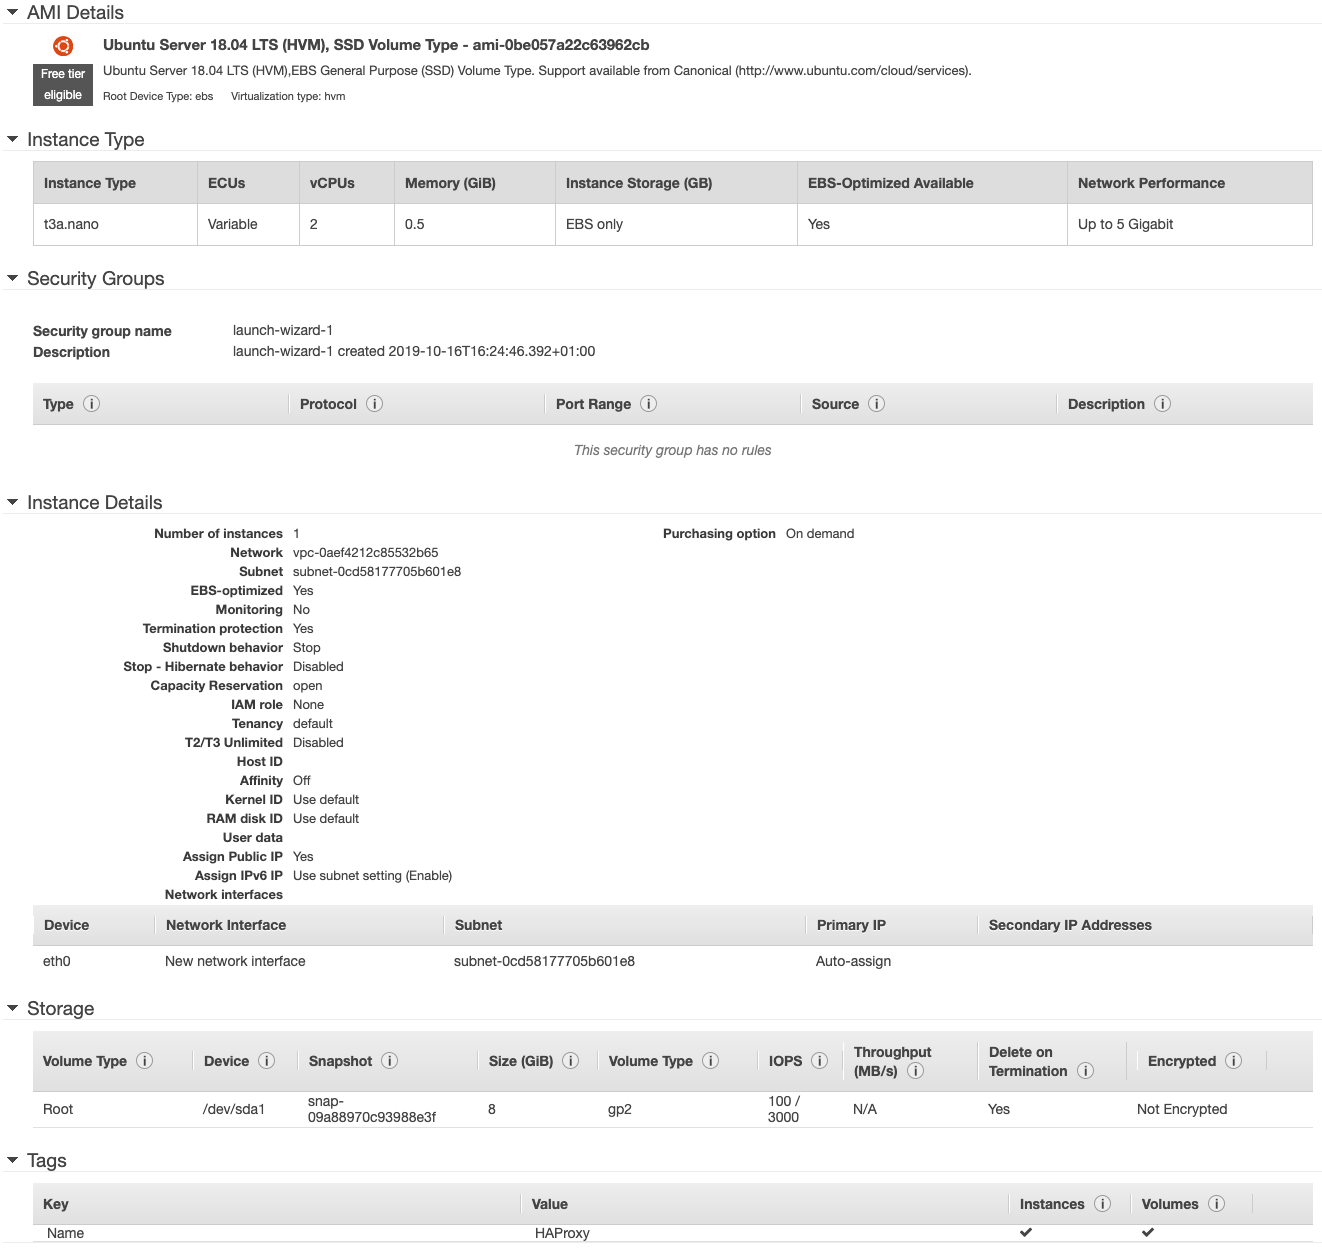 AMI Details
Ubuntu Server 18.04 LTS (HVM), SSD Volume Type - ami-0be057a22c63962cb
Free tier eligible
Ubuntu Server 18.04 LTS (HVM),EBS General Purpose (SSD) Volume Type. Support available from Canonical (http://www.ubuntu.com/cloud/services).
Root Device Type: ebs Virtualization type: hvm
Instance Type
Instance Type ECUs vCPUs Memory (GiB) Instance Storage (GB) EBS-Optimized Available Network Performance
t3a.nano Variable 2 0.5 EBS only Yes Up to 5 Gigabit
Security Groups
Security group name launch-wizard-1
Description launch-wizard-1 created 2019-10-16T16:24:46.392+01:00
Type i Protocol i Port Range i Source i Description i
This security group has no rules
Instance Details
Number of instances 1 Purchasing option On demand
Network vpc-0aef4212c85532b65
Subnet subnet-0cd58177705b601e8
EBS-optimized Yes
Monitoring No
Termination protection Yes
Shutdown behavior Stop
Stop - Hibernate behavior Disabled
Capacity Reservation open
IAM role None
Tenancy default
T2/T3 Unlimited Disabled
Host ID
Affinity Off
Kernel ID Use default
RAM disk ID Use default
User data
Assign Public IP Yes
Assign IPv6 IP Use subnet setting (Enable)
Network interfaces
Device Network Interface Subnet Primary IP Secondary IP Addresses
eth0 New network interface subnet-0cd58177705b601e8 Auto-assign
Storage
Volume Type i Device i Snapshot i Size (GiB) i Volume Type i IOPS i Throughput (MB/s) i Delete on Termination i Encrypted i
Root /dev/sda1 snap-09a88970c93988e3f 8 gp2 100 / 3000 N/A Yes Not Encrypted
Tags
Key Value Instances i Volumes i
Name HAProxy ✔ ✔